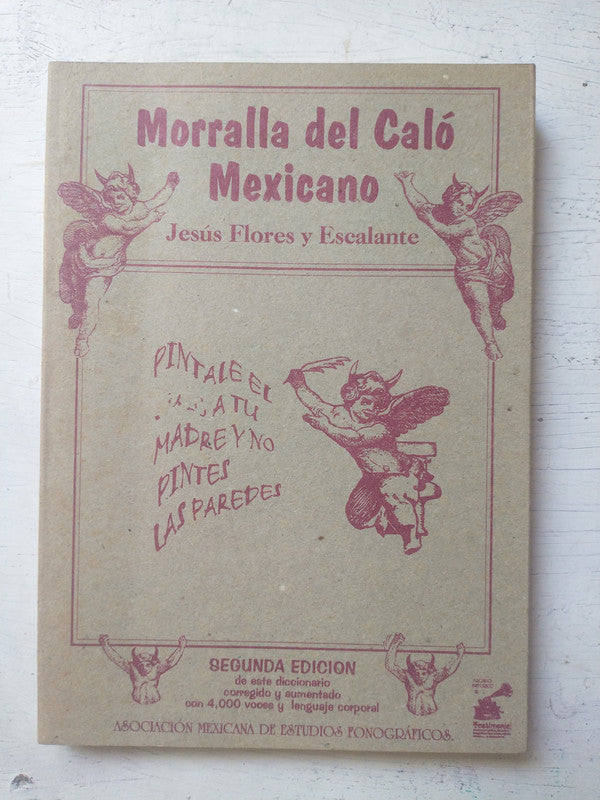 Morralla del Caló
Mexicano
Jesús Flores y Escalante
PINTALE EL
A TU
MADRE Y NO
PINTES
LAS PAREDES
SEGUNDA EDICION
de este diccionario
corregido y aumentado
con 4,000 voces y lenguaje corporal
ASOCIACIÓN MEXICANA DE ESTUDIOS FONOGRÁFICOS.